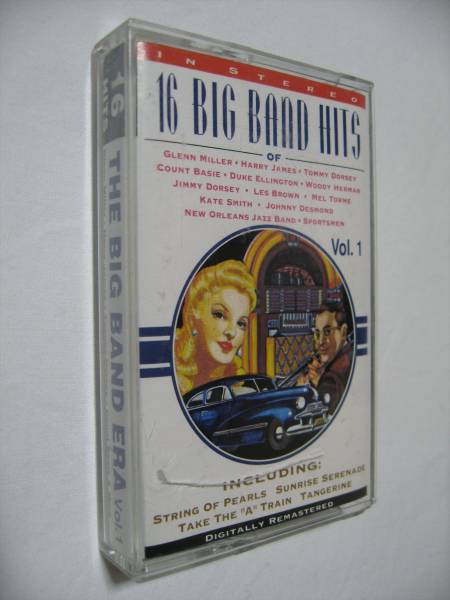 IN STEREO
16 BIG BAND HITS
OF
GLENN MILLER • HARRY JAMES • TOMMY DORSEY
COUNT BASIE • DUKE ELLINGTON • WOODY HERMAN
JIMMY DORSEY • LES BROWN • MEL TORME
KATE SMITH • JOHNNY DESMOND
NEW ORLEANS JAZZ BAND • SPORTSMEN
Vol. 1
INCLUDING:
STRING OF PEARLS SUNRISE SERENADE
TAKE THE "A" TRAIN TANGERINE
DIGITALLY REMASTERED
16 HITS
THE BIG BAND ERA Vol. 1